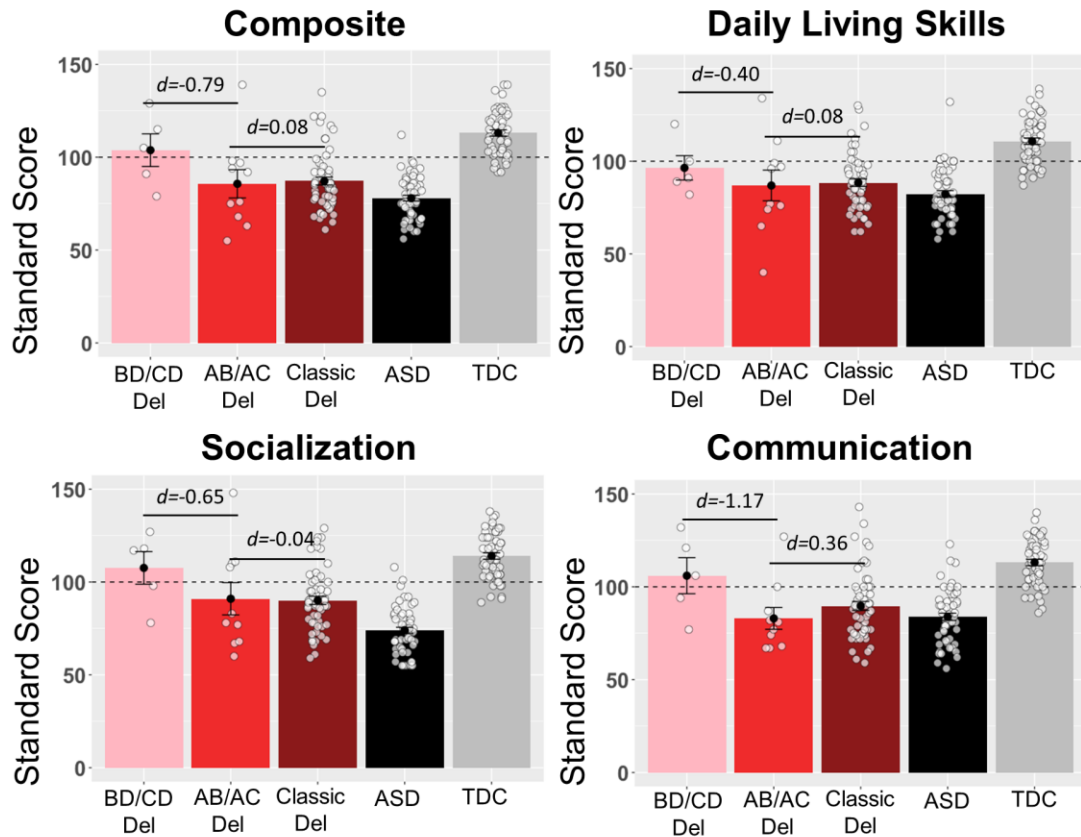 Composite
Standard Score
150
100
50
0
d=-0.79
d=0.08
BD/CD Del
AB/AC Del
Classic Del
ASD
TDC
Daily Living Skills
Standard Score
150
100
50
0
d=-0.40
d=0.08
BD/CD Del
AB/AC Del
Classic Del
ASD
TDC
Socialization
Standard Score
150
100
50
0
d=-0.65
d=-0.04
BD/CD Del
AB/AC Del
Classic Del
ASD
TDC
Communication
Standard Score
150
100
50
0
d=-1.17
d=0.36
BD/CD Del
AB/AC Del
Classic Del
ASD
TDC